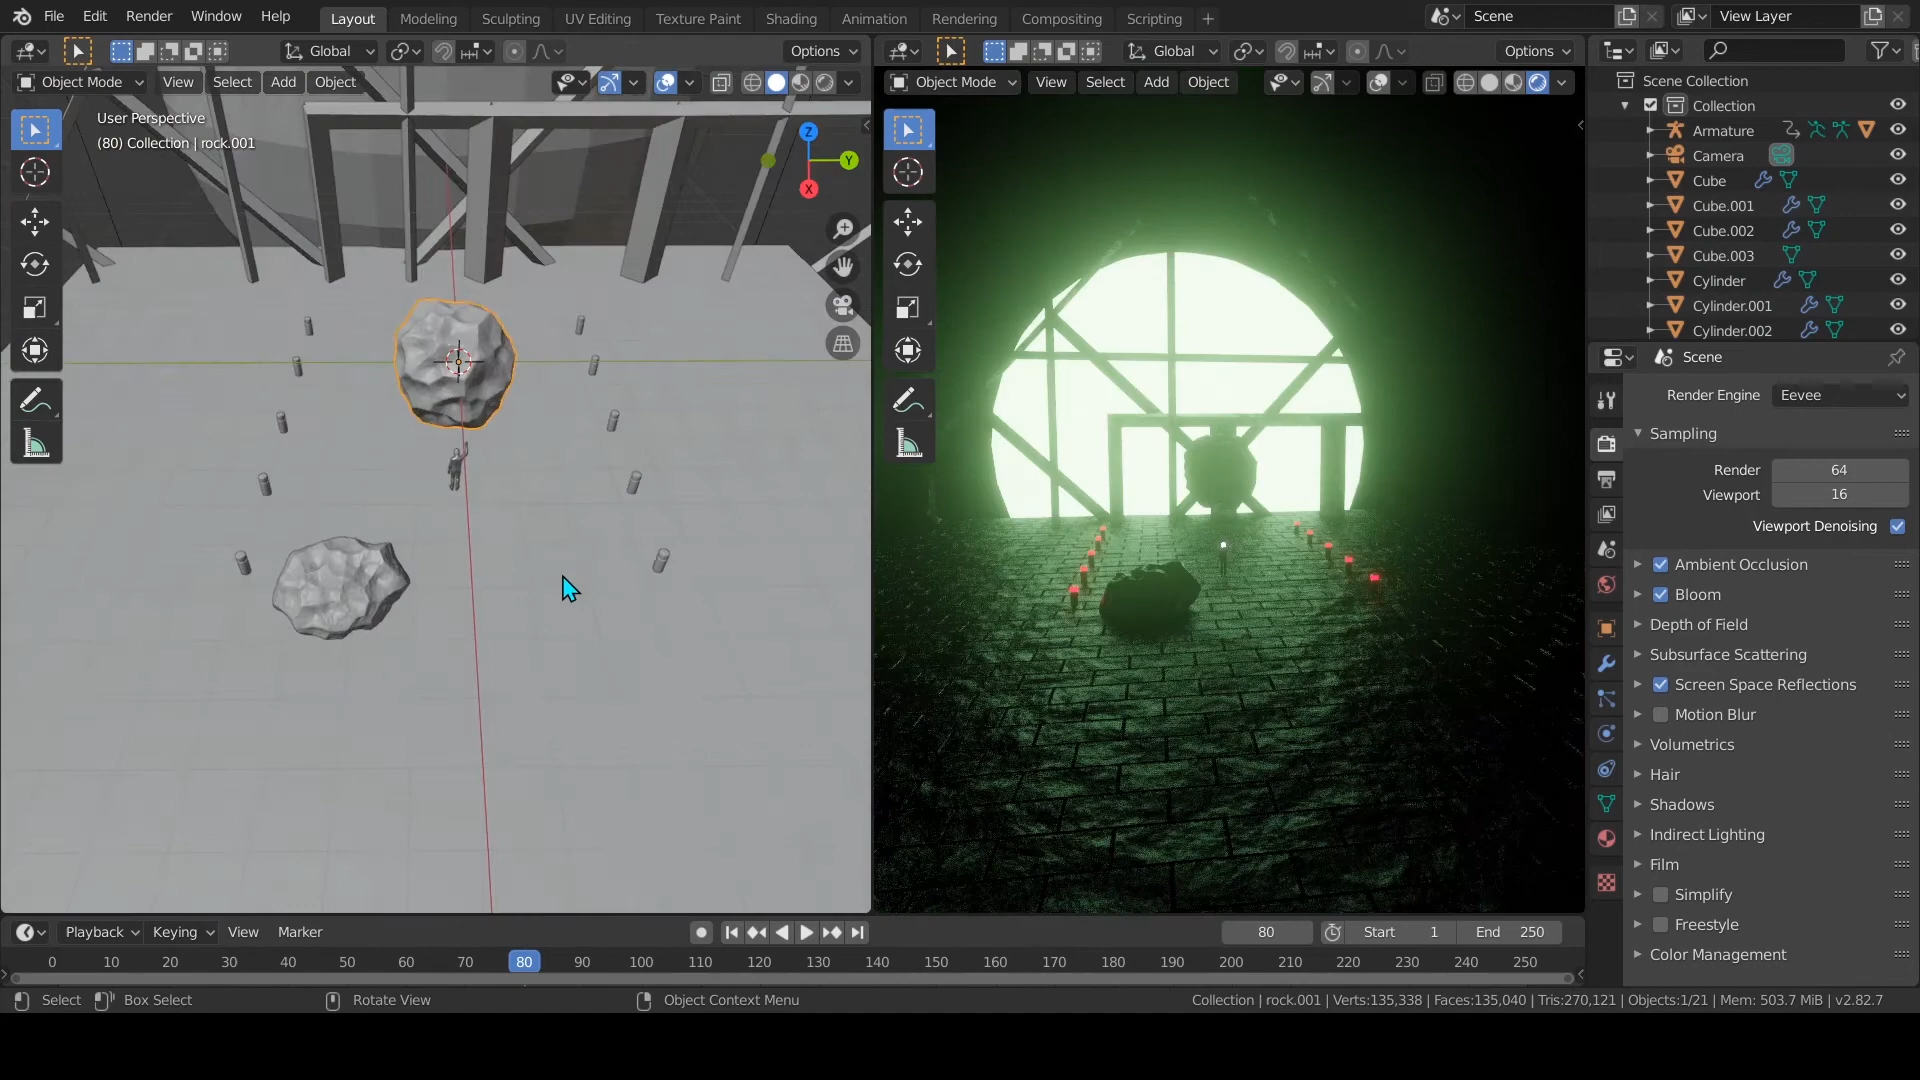 File Edit Render Window Help Layout Modeling Sculpting UV Editing Texture Paint Shading Animation Rendering Compositing Scripting + Scene View Layer
Global Options Global Options
Object Mode View Select Add Object Object Mode View Select Add Object
User Perspective
(80) Collection | rock.001
Z
Y
X
Scene Collection
Collection
Armature
Camera
Cube
Cube.001
Cube.002
Cube.003
Cylinder
Cylinder.001
Cylinder.002
Scene
Render Engine Eevee
Sampling
Render 64
Viewport 16
Viewport Denoising
Ambient Occlusion
Bloom
Depth of Field
Subsurface Scattering
Screen Space Reflections
Motion Blur
Volumetrics
Hair
Shadows
Indirect Lighting
Film
Simplify
Freestyle
Color Management
Playback Keying View Marker 80 Start 1 End 250
0 10 20 30 40 50 60 70 80 90 100 110 120 130 140 150 160 170 180 190 200 210 220 230 240 250
Select Box Select Rotate View Object Context Menu Collection | rock.001 | Verts:135,338 | Faces:135,040 | Tris:270,121 | Objects:1/21 | Mem: 503.7 MiB | v2.82.7